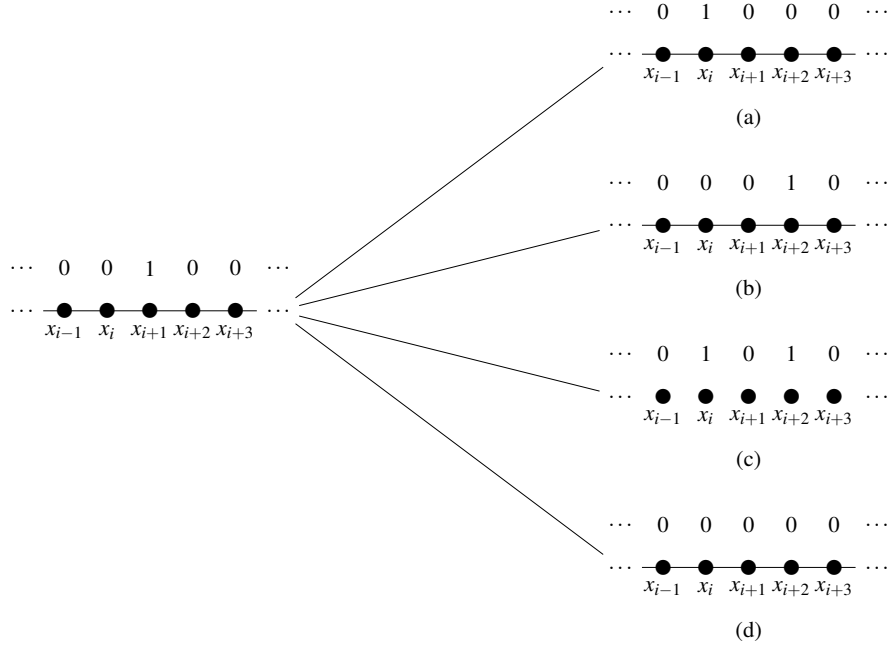 ⋯ 0 1 0 0 0 ⋯
⋯ ⋯
x_{i−1} x_i x_{i+1} x_{i+2} x_{i+3}
(a)
⋯ 0 0 0 1 0 ⋯
⋯ ⋯
x_{i−1} x_i x_{i+1} x_{i+2} x_{i+3}
(b)
⋯ 0 0 1 0 0 ⋯
⋯ ⋯
x_{i−1} x_i x_{i+1} x_{i+2} x_{i+3}
⋯ 0 1 0 1 0 ⋯
⋯ ⋯
x_{i−1} x_i x_{i+1} x_{i+2} x_{i+3}
(c)
⋯ 0 0 0 0 0 ⋯
⋯ ⋯
x_{i−1} x_i x_{i+1} x_{i+2} x_{i+3}
(d)